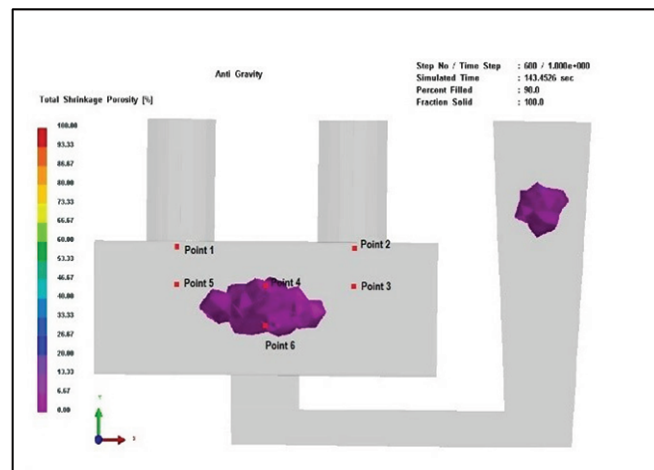 Anti Gravity
Step No / Time Step : 600 / 1.000e+000
Simulated Time : 143.4526 sec
Percent Filled : 90.0
Fraction Solid : 100.0
Total Shrinkage Porosity [%]
100.00
93.33
86.67
80.00
73.33
66.67
60.00
53.33
46.67
40.00
33.33
26.67
20.00
13.33
6.67
0.00
Point 1
Point 2
Point 5
Point 4
Point 3
Point 6